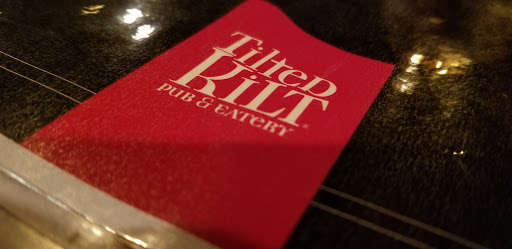 Tilted
Kilt
PUB & EATERY
®